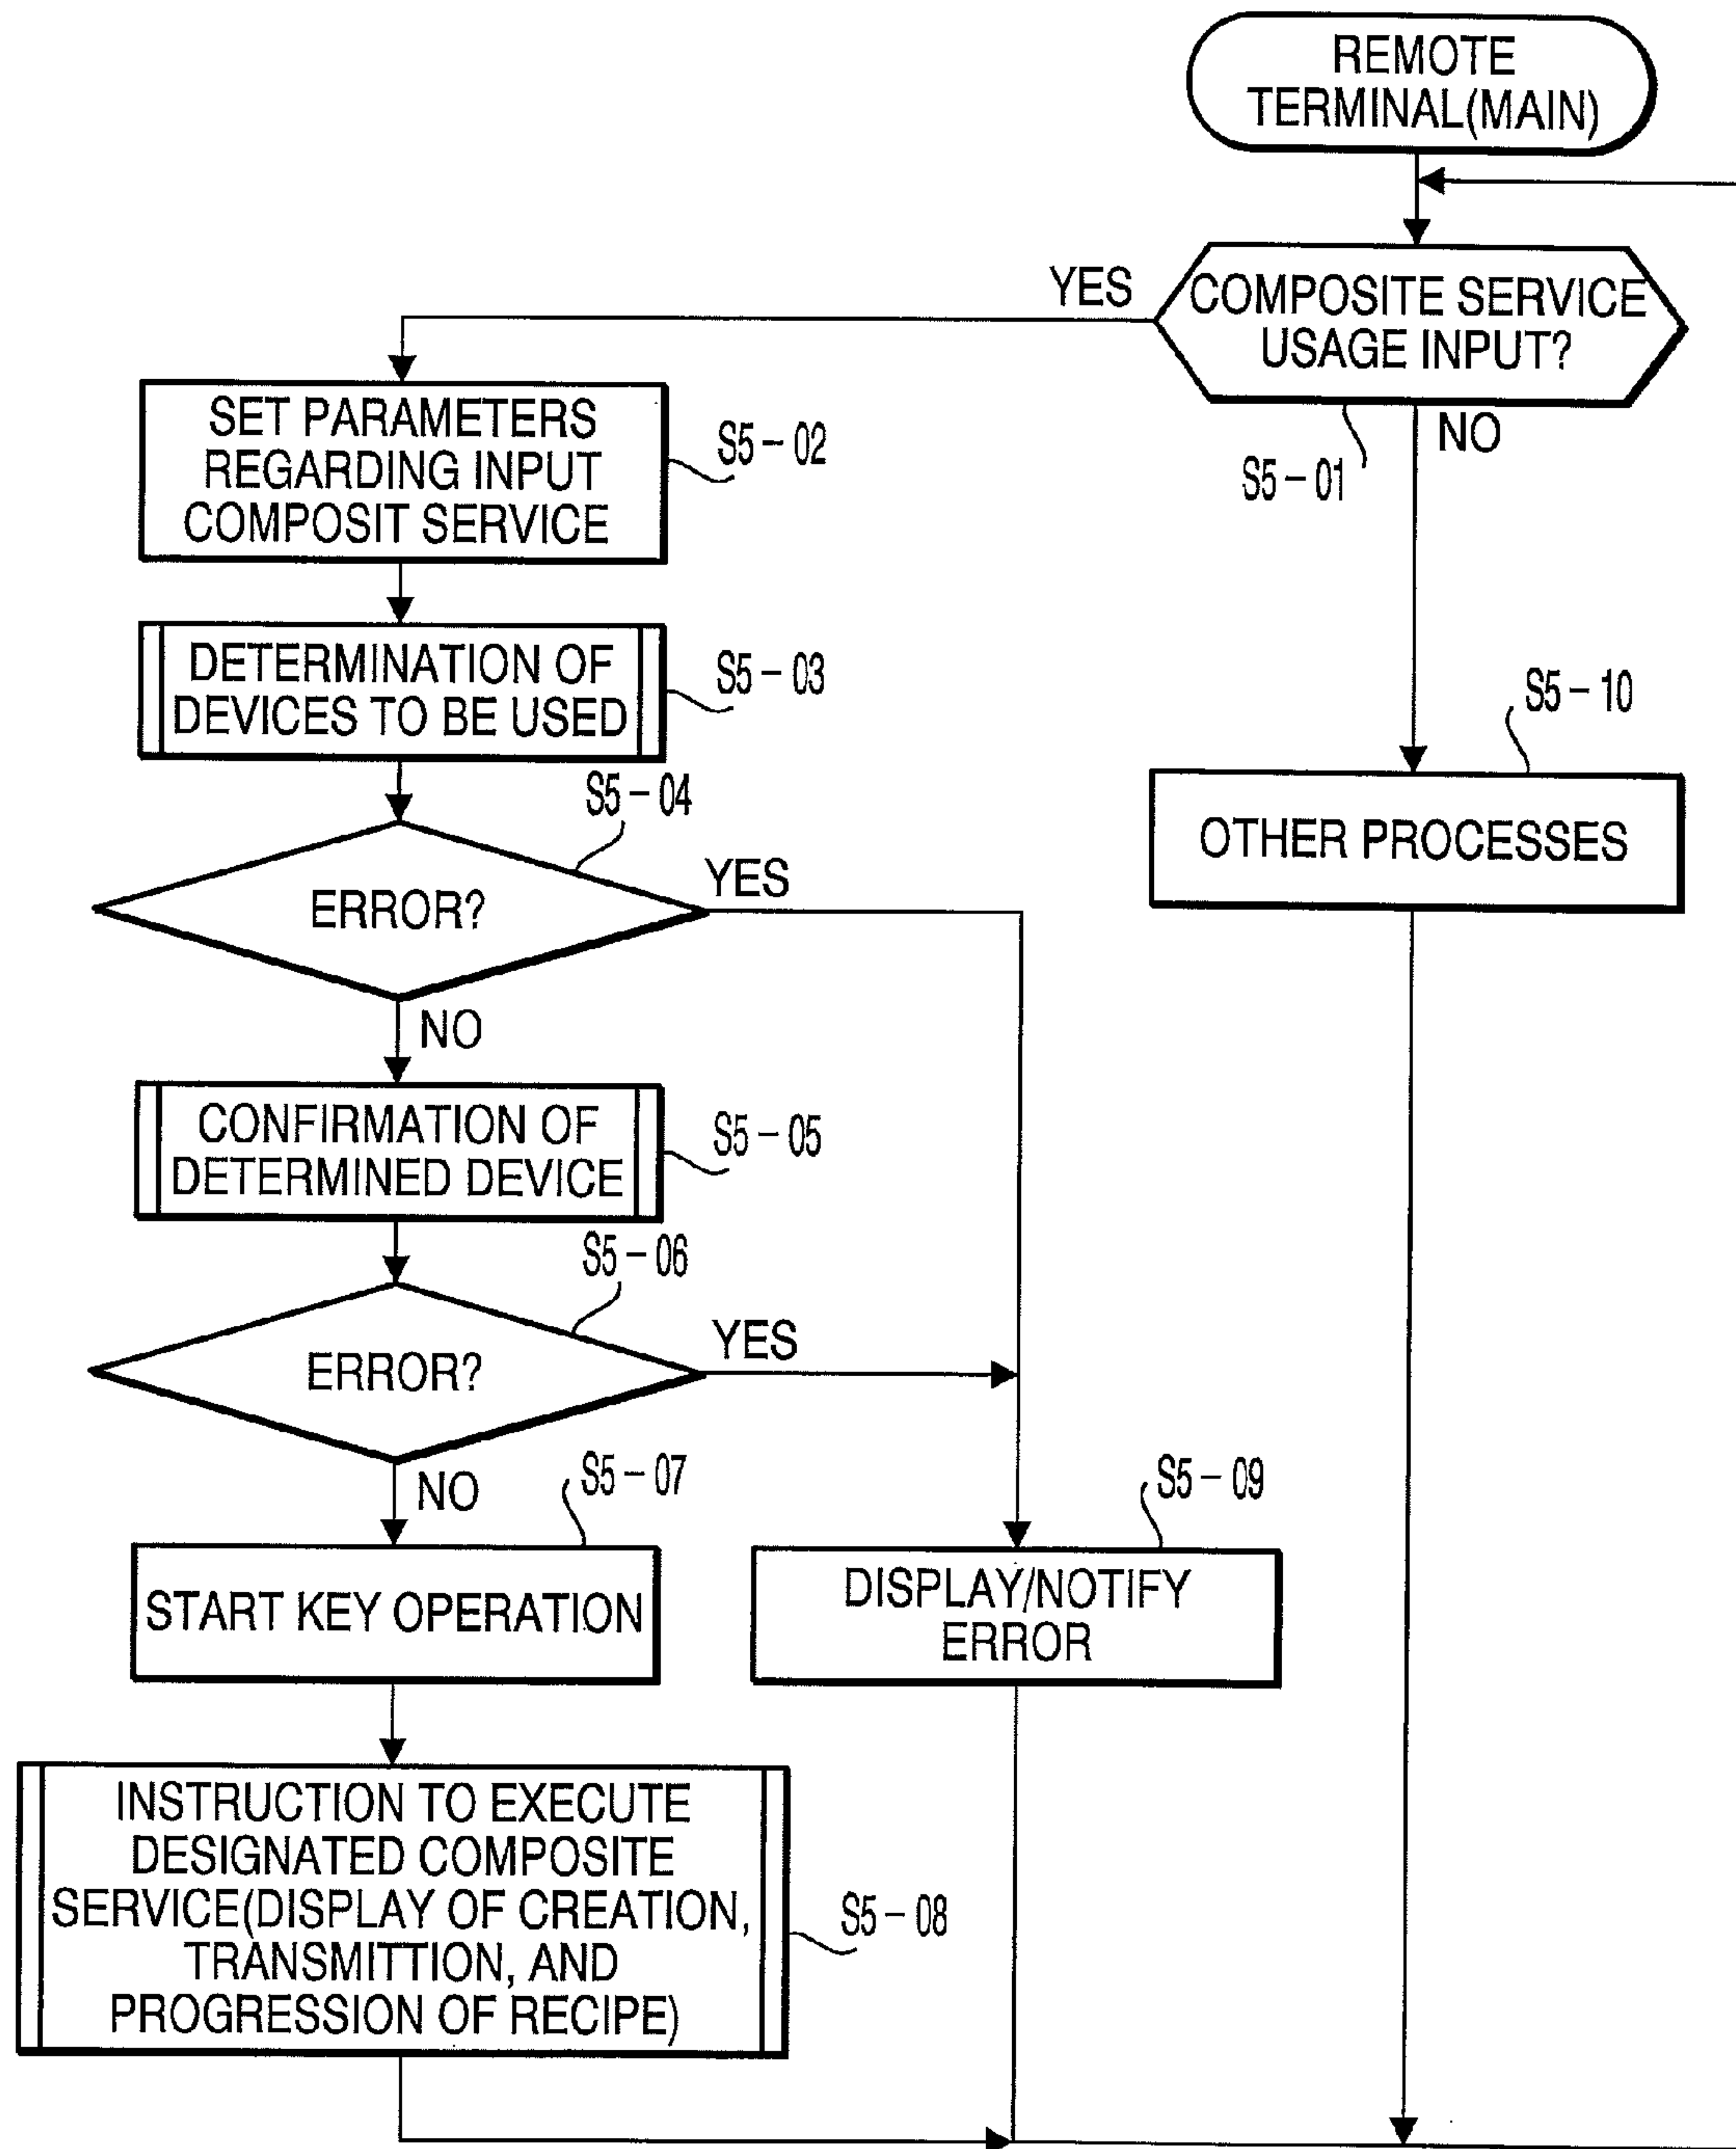 REMOTE
TERMINAL(MAIN)
YES
COMPOSITE SERVICE
USAGE INPUT?
NO
S5-01
SET PARAMETERS
REGARDING INPUT
COMPOSIT SERVICE
S5-02
DETERMINATION OF
DEVICES TO BE USED
S5-03
S5-10
OTHER PROCESSES
S5-04
ERROR?
YES
NO
CONFIRMATION OF
DETERMINED DEVICE
S5-05
S5-06
ERROR?
YES
NO
S5-07
START KEY OPERATION
S5-09
DISPLAY/NOTIFY
ERROR
INSTRUCTION TO EXECUTE
DESIGNATED COMPOSITE
SERVICE(DISPLAY OF CREATION,
TRANSMITTION, AND
PROGRESSION OF RECIPE)
S5-08